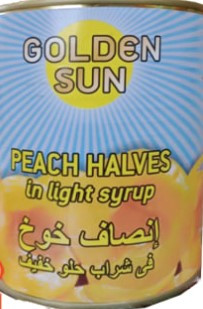 GOLDEN
SUN
PEACH HALVES
in light syrup
إنصاف خوخ
في شراب حلو خفيف